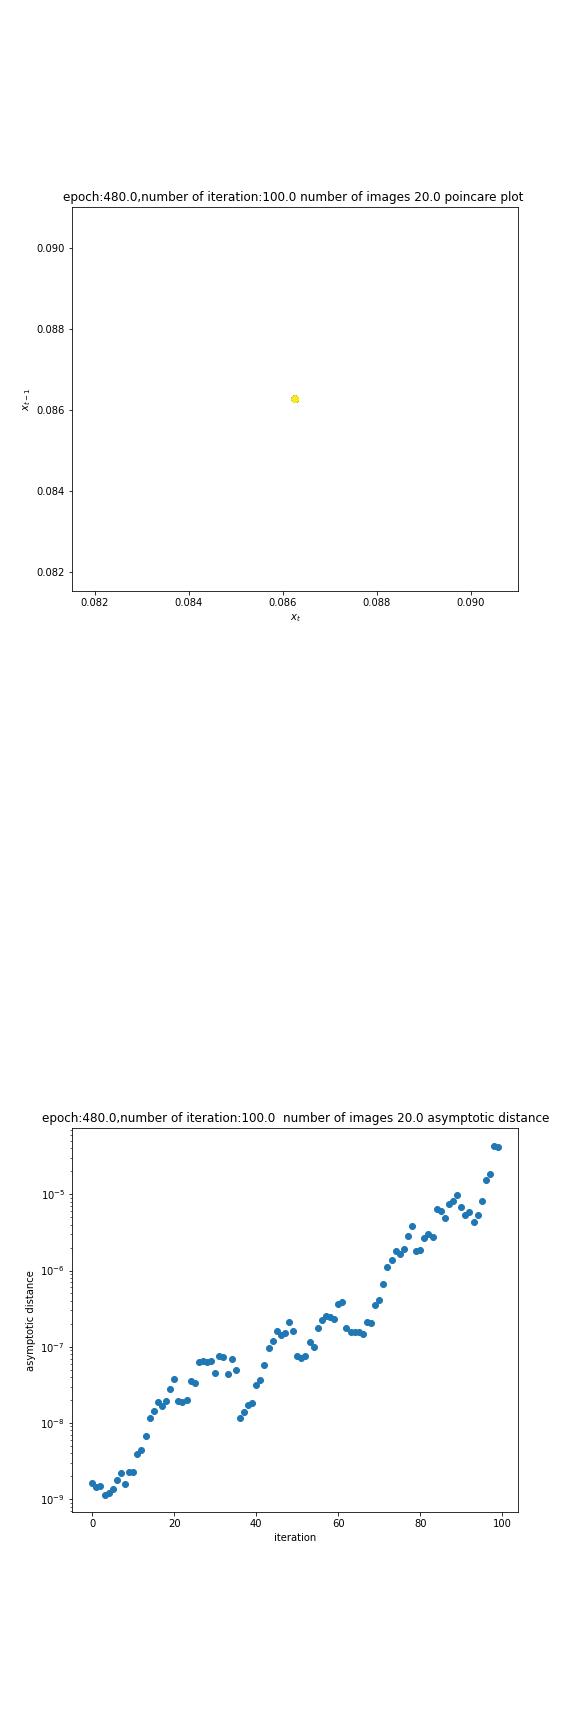 epoch:480.0,number of iteration:100.0 number of images 20.0 poincare plot
0.090
0.088
0.086
0.084
0.082
x_{t-1}
0.082 0.084 0.086 0.088 0.090
x_t
epoch:480.0,number of iteration:100.0  number of images 20.0 asymptotic distance
10^{-5}
10^{-6}
10^{-7}
10^{-8}
10^{-9}
asymptotic distance
0 20 40 60 80 100
iteration